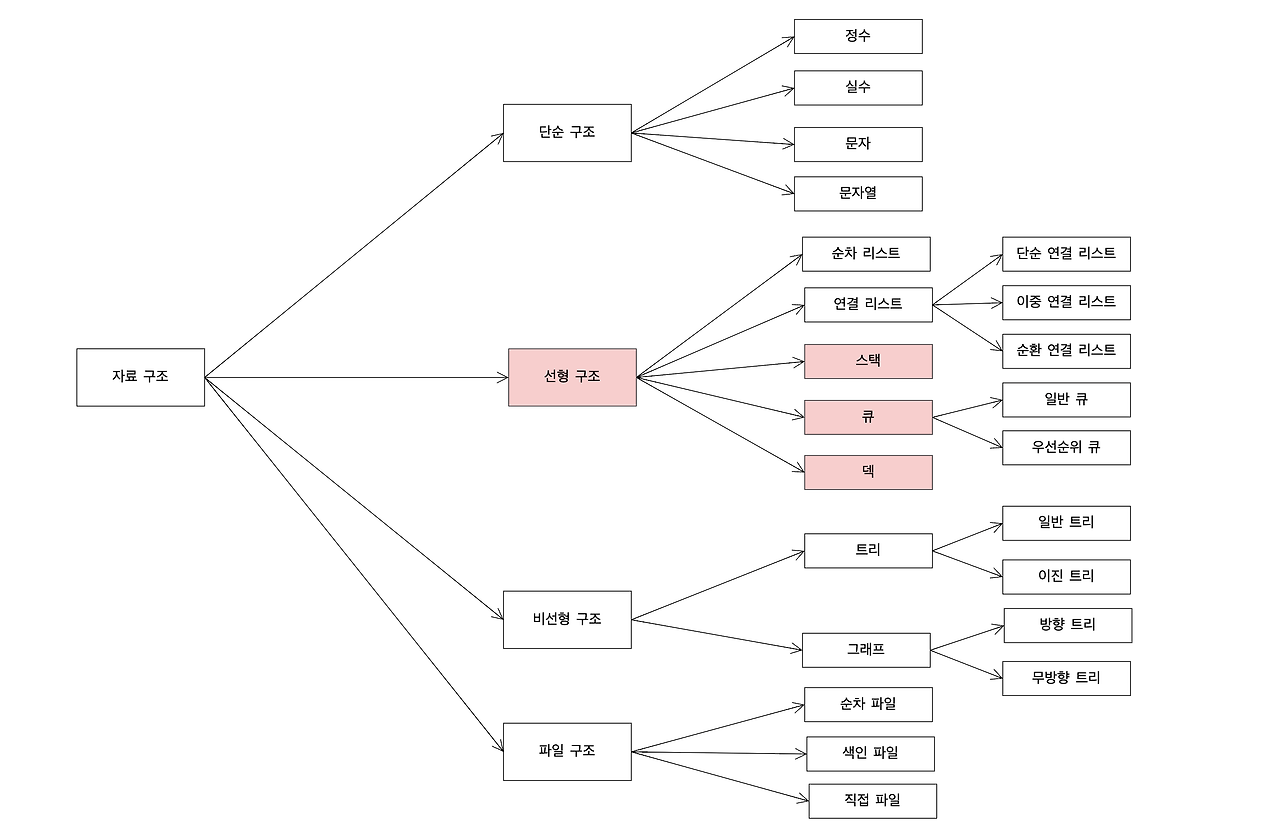 자료 구조
단순 구조
정수
실수
문자
문자열
선형 구조
순차 리스트
연결 리스트
단순 연결 리스트
이중 연결 리스트
순환 연결 리스트
스택
큐
일반 큐
우선순위 큐
덱
비선형 구조
트리
일반 트리
이진 트리
그래프
방향 트리
무방향 트리
파일 구조
순차 파일
색인 파일
직접 파일